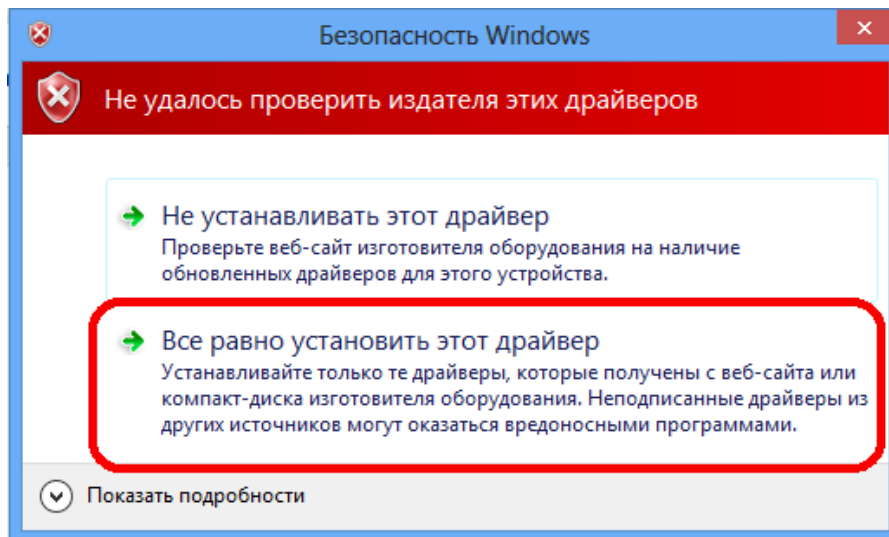 Безопасность Windows
Не удалось проверить издателя этих драйверов
Не устанавливать этот драйвер
Проверьте веб-сайт изготовителя оборудования на наличие
обновленных драйверов для этого устройства.
Все равно установить этот драйвер
Устанавливайте только те драйверы, которые получены с веб-сайта или
компакт-диска изготовителя оборудования. Неподписанные драйверы из
других источников могут оказаться вредоносными программами.
Показать подробности